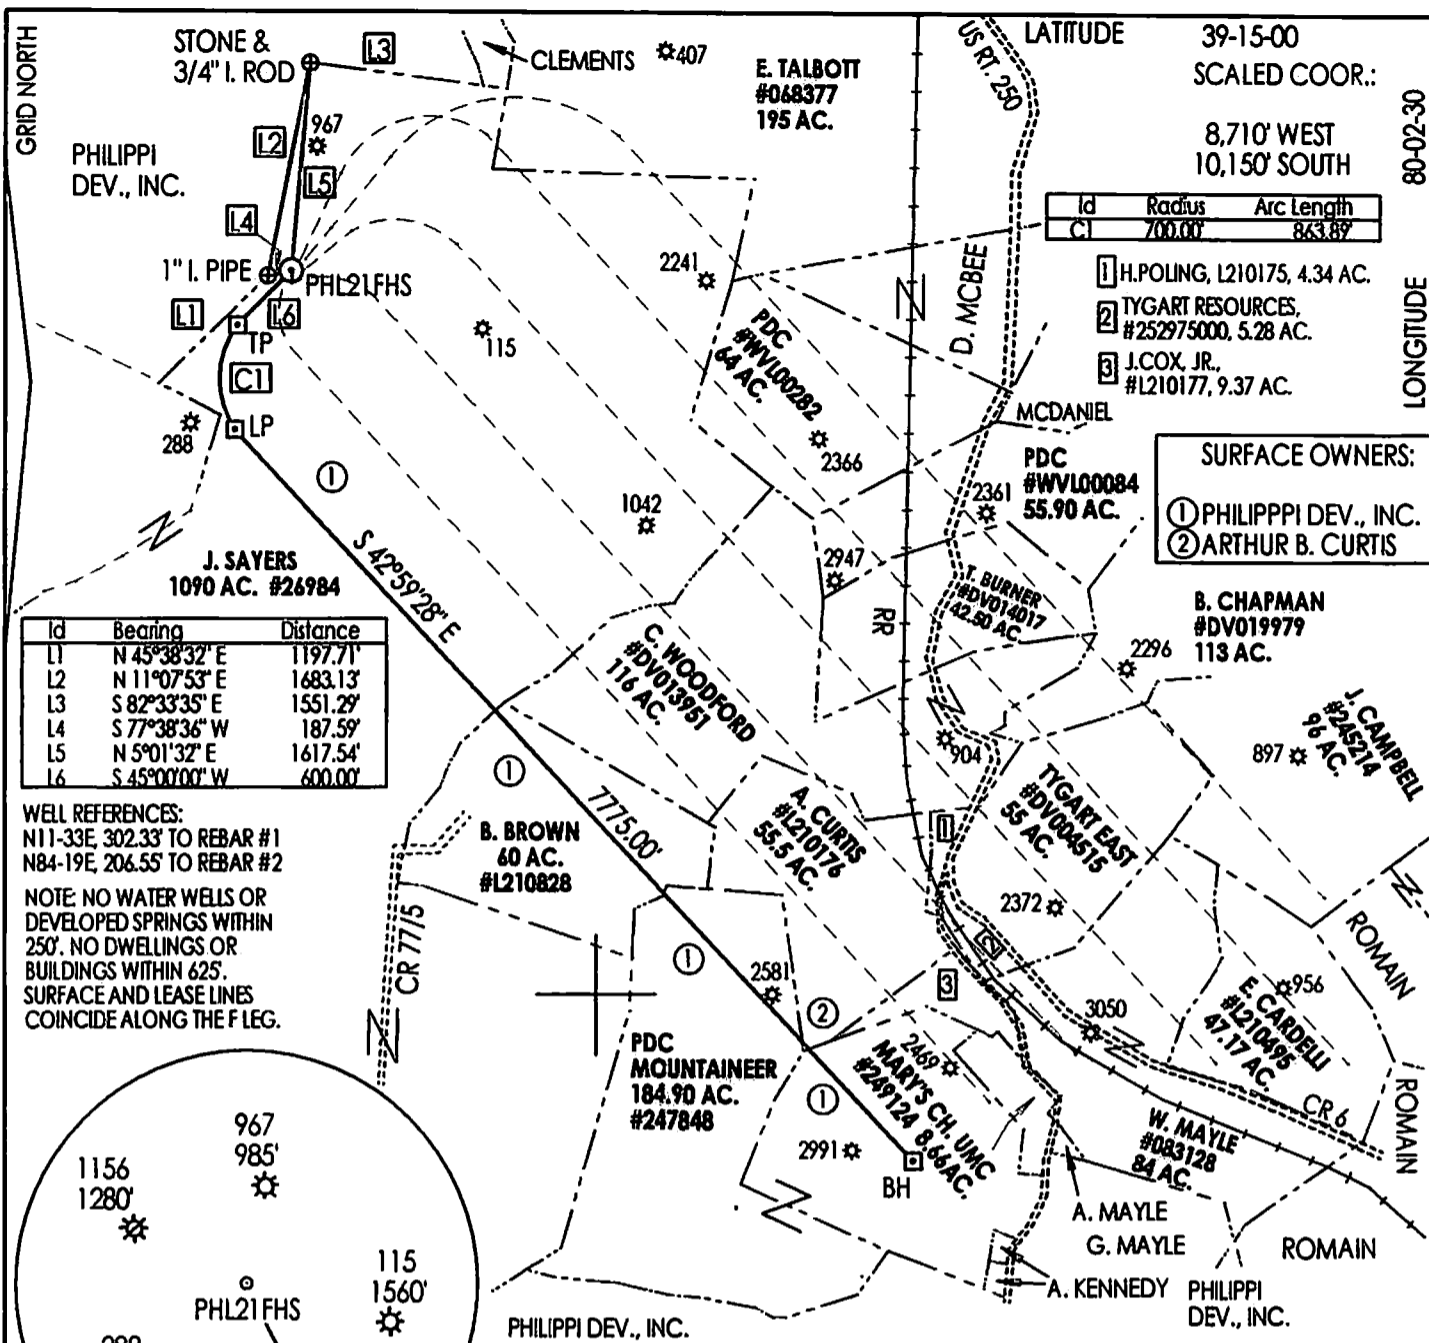 GRID NORTH
STONE &
3/4" I. ROD
L3
CLEMENTS
407
E. TALBOTT
#068377
195 AC.
US RT. 250
LATITUDE 39-15-00
SCALED COOR.:
8,710' WEST
10,150' SOUTH
80-02-30
LONGITUDE
Id Radius Arc Length
C1 700.00' 863.89'
1 H.POLING, L210175, 4.34 AC.
2 TYGART RESOURCES,
#252975000, 5.28 AC.
3 J.COX, JR.,
#L210177, 9.37 AC.
PHILIPPI
DEV., INC.
L2
967
L5
L4
1" I. PIPE
PHL21FHS
L1
L6
TP
C1
LP
288
115
2241
PDC
#WVL00282
64 AC.
D. MCBEE
2366
MCDANIEL
PDC
#WVL00084
55.90 AC.
2361
SURFACE OWNERS:
1 PHILIPPPI DEV., INC.
2 ARTHUR B. CURTIS
1
1042
2947
J. SAYERS
1090 AC. #26984
S 42°59'28" E
RR
T. BURNER
#DV014017
42.50 AC.
B. CHAPMAN
#DV019979
113 AC.
2296
Id Bearing Distance
L1 N 45°38'32" E 1197.71'
L2 N 11°07'53" E 1683.13'
L3 S 82°33'35" E 1551.29'
L4 S 77°38'36" W 187.59'
L5 N 5°01'32" E 1617.54'
L6 S 45°00'00" W 600.00'
C. WOODFORD
#DV013951
116 AC.
904
J. CAMPBELL
#245214
96 AC.
897
WELL REFERENCES:
N11-33E, 302.33' TO REBAR #1
N84-19E, 206.55' TO REBAR #2
NOTE: NO WATER WELLS OR
DEVELOPED SPRINGS WITHIN
250'. NO DWELLINGS OR
BUILDINGS WITHIN 625'.
SURFACE AND LEASE LINES
COINCIDE ALONG THE F LEG.
1
7775.00'
B. BROWN
60 AC.
#L210828
A. CURTIS
#L210176
55.5 AC.
1
TYGART EAST
#DV004515
55 AC.
2372
CR 77/5
1
2581
2
2
3
ROMAIN
956
E. CARDELLI
#L210495
47.17 AC.
3050
PDC
MOUNTAINEER
184.90 AC.
#247848
2469
MARY'S CH. UMC
#249124 8.66AC.
1
2991
BH
W. MAYLE
#083128
84 AC.
CR 6
ROMAIN
A. MAYLE
G. MAYLE
ROMAIN
A. KENNEDY
PHILIPPI
DEV., INC.
967
985'
1156
1280'
115
1560'
PHL21FHS
PHILIPPI DEV., INC.